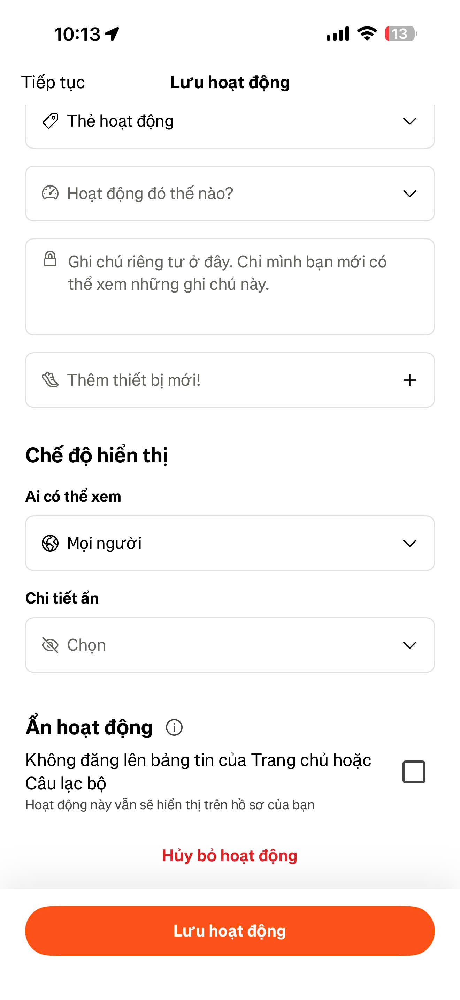 10:13
13
Tiếp tục
Lưu hoạt động
Thẻ hoạt động
Hoạt động đó thế nào?
Ghi chú riêng tư ở đây. Chỉ mình bạn mới có
thể xem những ghi chú này.
Thêm thiết bị mới!
Chế độ hiển thị
Ai có thể xem
Mọi người
Chi tiết ẩn
Chọn
Ẩn hoạt động
Không đăng lên bảng tin của Trang chủ hoặc
Câu lạc bộ
Hoạt động này vẫn sẽ hiển thị trên hồ sơ của bạn
Hủy bỏ hoạt động
Lưu hoạt động